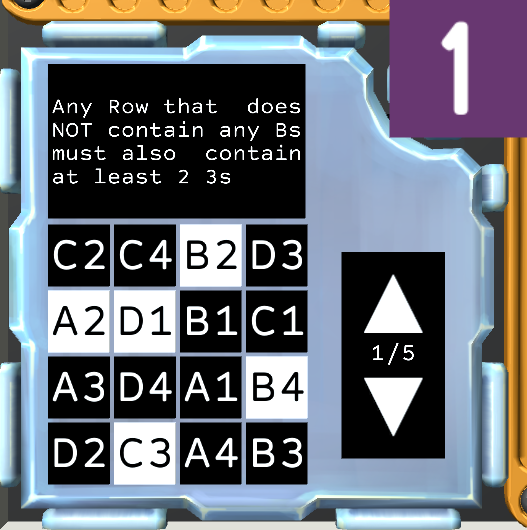 1
Any Row that  does
NOT contain any Bs
must also  contain
at least 2 3s
C2 C4 B2 D3
A2 D1 B1 C1
1/5
A3 D4 A1 B4
D2 C3 A4 B3